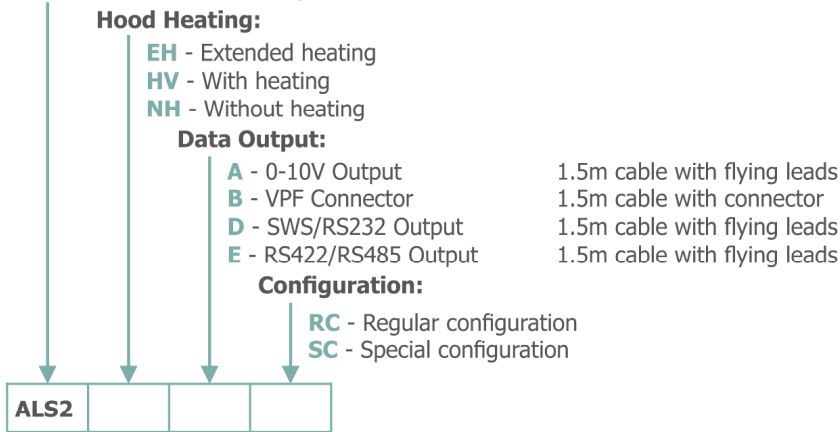 Hood Heating:
EH - Extended heating
HV - With heating
NH - Without heating
Data Output:
A - 0-10V Output 1.5m cable with flying leads
B - VPF Connector 1.5m cable with connector
D - SWS/RS232 Output 1.5m cable with flying leads
E - RS422/RS485 Output 1.5m cable with flying leads
Configuration:
RC - Regular configuration
SC - Special configuration
ALS2